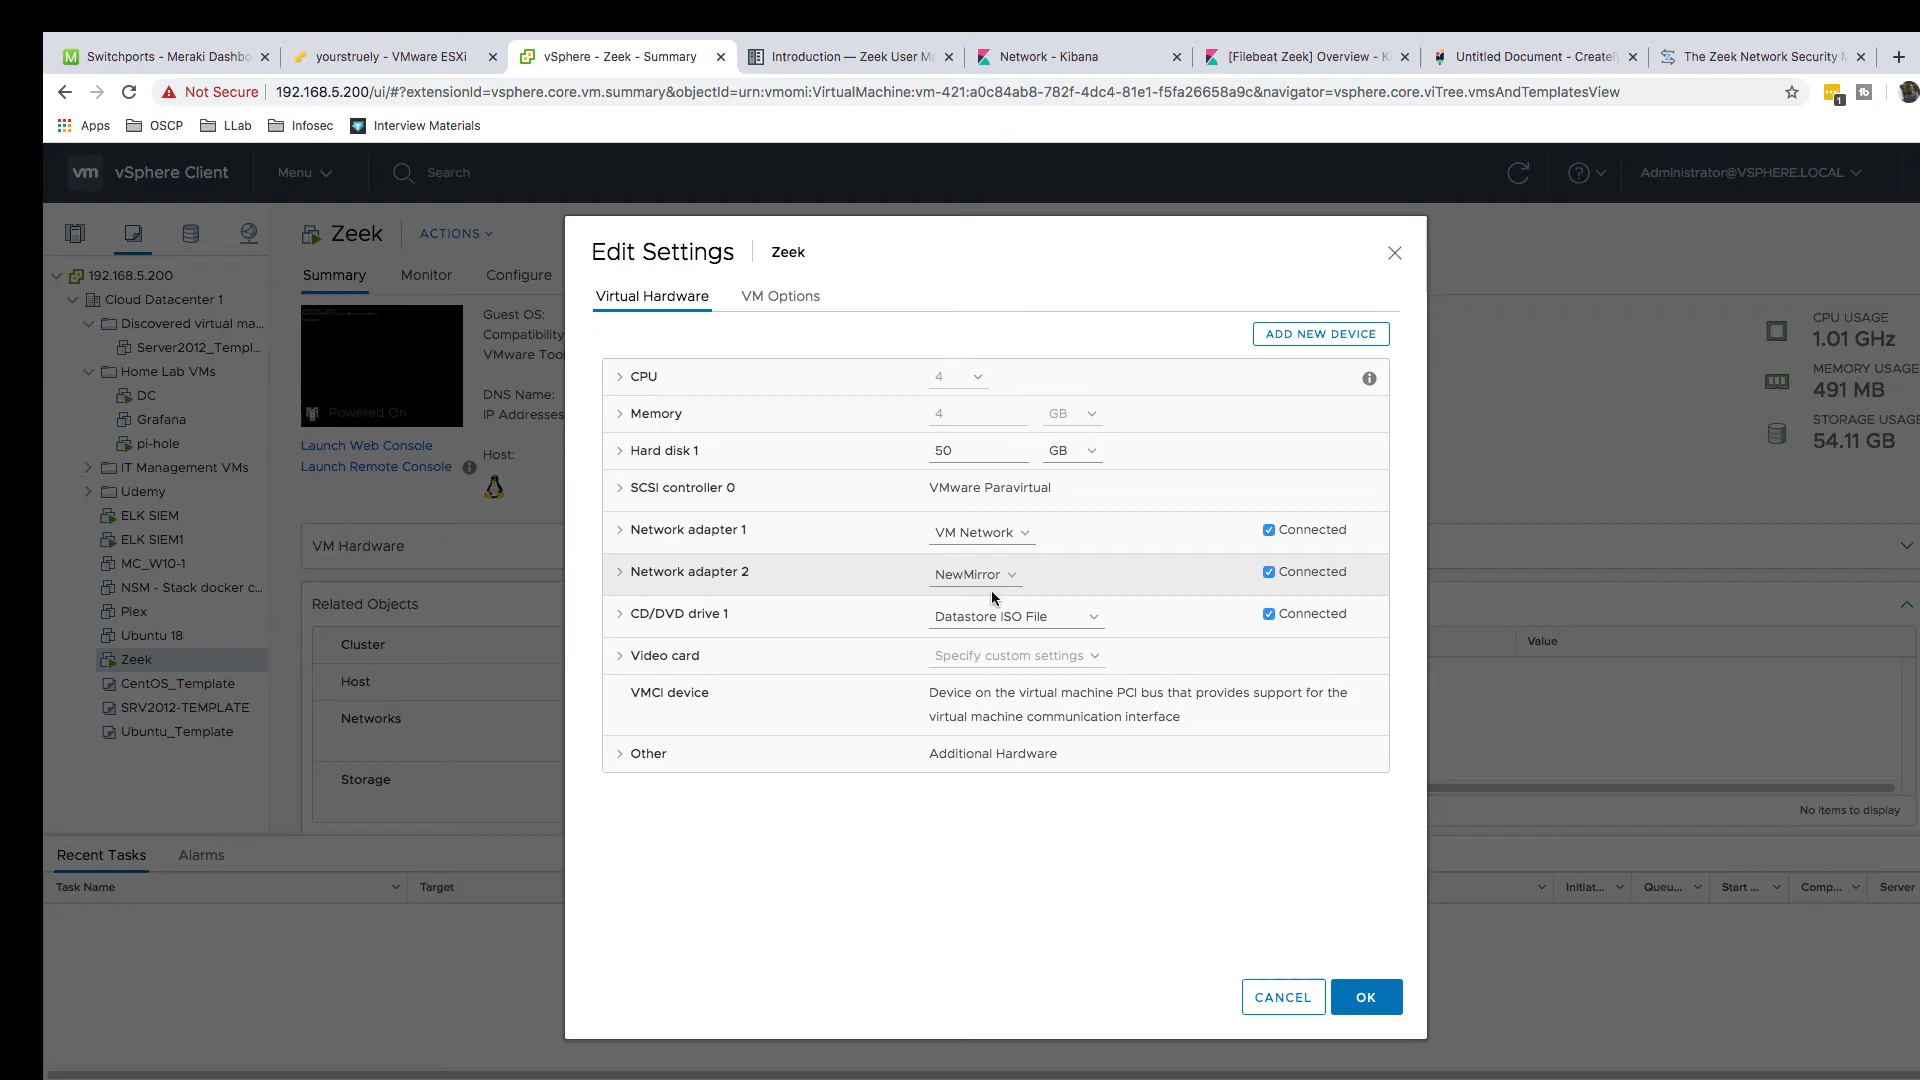 Switchports - Meraki Dashbo
yourstruely - VMware ESXi
vSphere - Zeek - Summary
Introduction — Zeek User Ma
Network - Kibana
[Filebeat Zeek] Overview - K
Untitled Document - Createl
The Zeek Network Security M
Not Secure
192.168.5.200/ui/#?extensionId=vsphere.core.vm.summary&objectId=urn:vmomi:VirtualMachine:vm-421:a0c84ab8-782f-4dc4-81e1-f5fa26658a9c&navigator=vsphere.core.viTree.vmsAndTemplatesView
1
Apps
OSCP
LLab
Infosec
Interview Materials
vm
vSphere Client
Menu
Search
Administrator@VSPHERE.LOCAL
Zeek
ACTIONS
Summary
Monitor
Configure
192.168.5.200
Cloud Datacenter 1
Discovered virtual ma...
Server2012_Templ...
Home Lab VMs
DC
Grafana
pi-hole
IT Management VMs
Udemy
ELK SIEM
ELK SIEM1
MC_W10-1
NSM - Stack docker c...
Plex
Ubuntu 18
Zeek
CentOS_Template
SRV2012-TEMPLATE
Ubuntu_Template
Powered On
Launch Web Console
Launch Remote Console
Guest OS:
Compatibility
VMware Too
DNS Name:
IP Addresses
Host:
VM Hardware
Related Objects
Cluster
Host
Networks
Storage
Edit Settings
Zeek
Virtual Hardware
VM Options
ADD NEW DEVICE
CPU
4
Memory
4
GB
Hard disk 1
50
GB
SCSI controller 0
VMware Paravirtual
Network adapter 1
VM Network
Connected
Network adapter 2
NewMirror
Connected
CD/DVD drive 1
Datastore ISO File
Connected
Video card
Specify custom settings
VMCI device
Device on the virtual machine PCI bus that provides support for the
virtual machine communication interface
Other
Additional Hardware
CANCEL
OK
CPU USAGE
1.01 GHz
MEMORY USAGE
491 MB
STORAGE USAGE
54.11 GB
Value
No items to display
Recent Tasks
Alarms
Task Name
Target
Initiat...
Queu...
Start ...
Comp...
Server